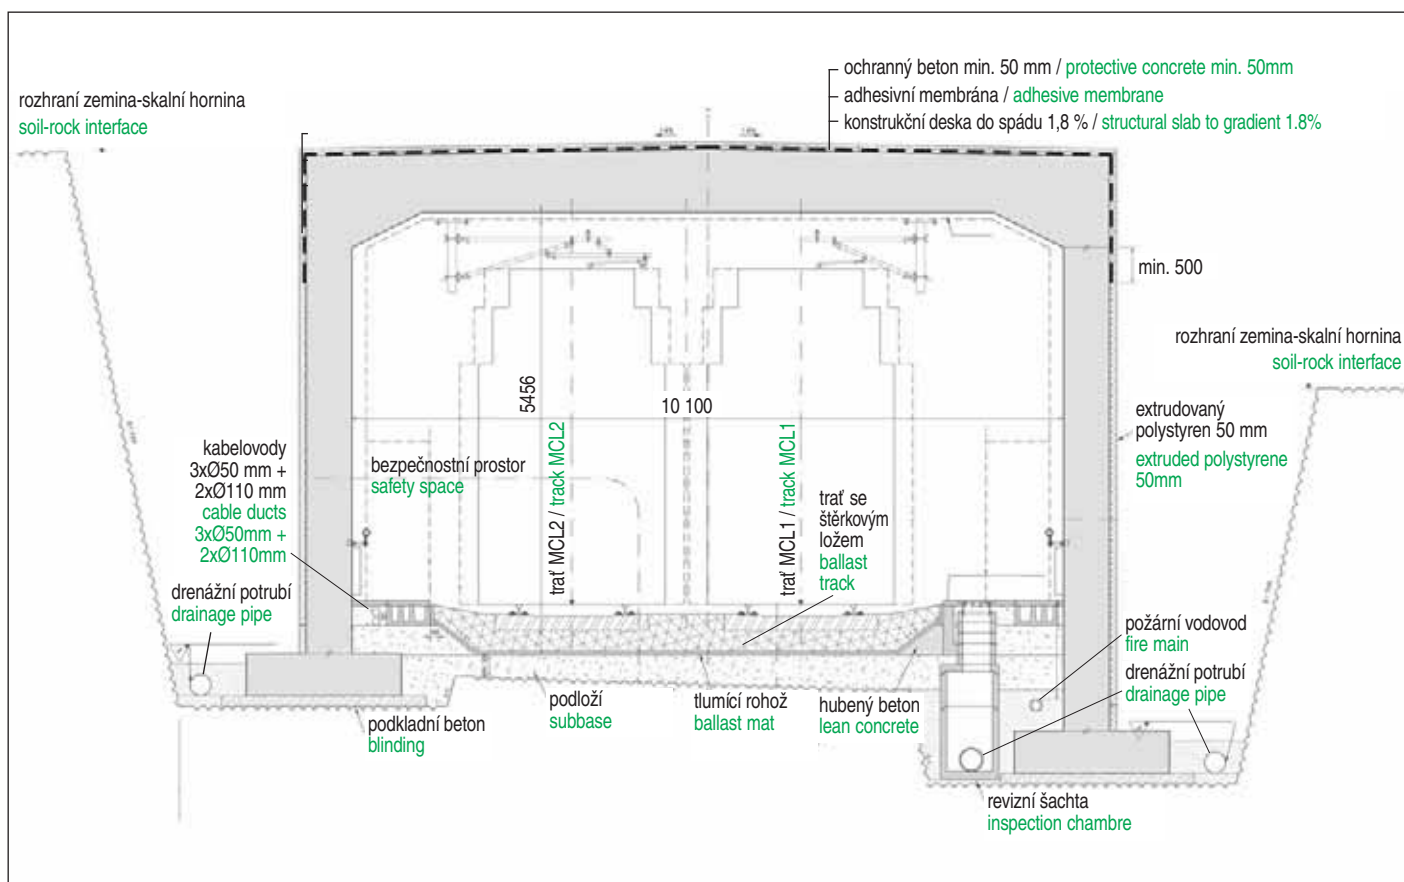 ochranný beton min. 50 mm / protective concrete min. 50mm
adhesivní membrána / adhesive membrane
konstrukční deska do spádu 1,8 % / structural slab to gradient 1.8%
rozhraní zemina-skalní hornina
soil-rock interface
min. 500
rozhraní zemina-skalní hornina
soil-rock interface
5456
10 100
extrudovaný
polystyren 50 mm
extruded polystyrene
50mm
kabelovody
3xØ50 mm +
2xØ110 mm
cable ducts
3xØ50mm +
2xØ110mm
bezpečnostní prostor
safety space
trať MCL2 / track MCL2
trať MCL1 / track MCL1
trať se
štěrkovým
ložem
ballast
track
drenážní potrubí
drainage pipe
požární vodovod
fire main
drenážní potrubí
drainage pipe
podkladní beton
blinding
podloží
subbase
tlumící rohož
ballast mat
hubený beton
lean concrete
revizní šachta
inspection chambre